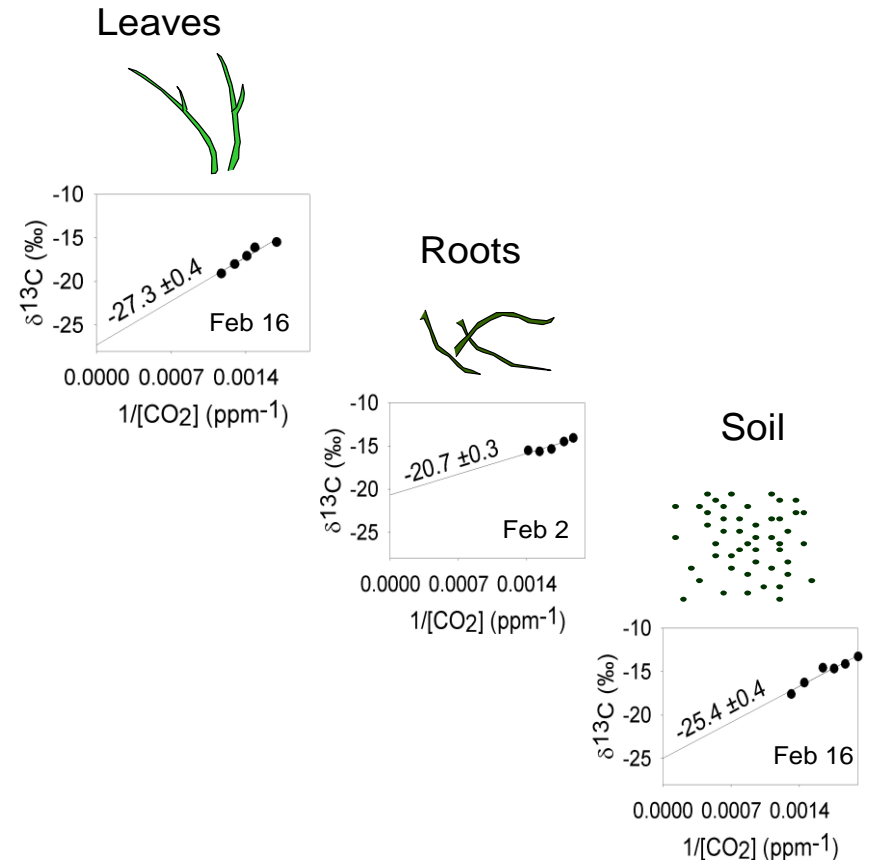 Leaves
-10
-15
-20
-25
δ13C (‰)
-27.3 ±0.4
Feb 16
0.0000 0.0007 0.0014
1/[CO2] (ppm-1)
Roots
-10
-15
-20
-25
δ13C (‰)
-20.7 ±0.3
Feb 2
0.0000 0.0007 0.0014
1/[CO2] (ppm-1)
Soil
-10
-15
-20
-25
δ13C (‰)
-25.4 ±0.4
Feb 16
0.0000 0.0007 0.0014
1/[CO2] (ppm-1)